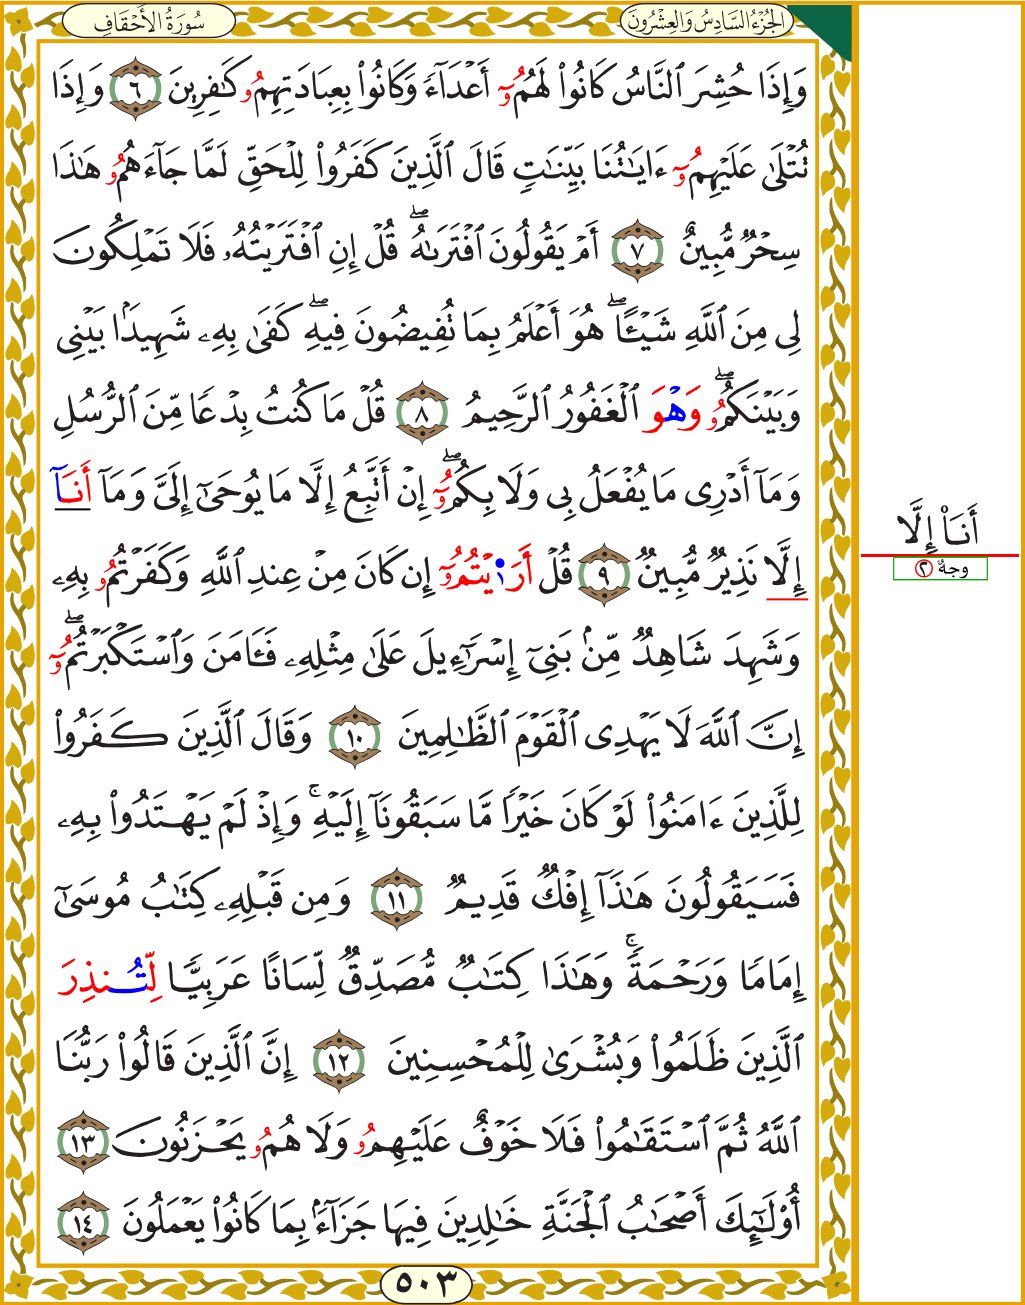 الجُزْءُ السَّادِسُ وَالعِشْرُونَ
سُورَةُ الأَحْقَافِ
وَإِذَا حُشِرَ ٱلنَّاسُ كَانُواْ لَهُمُۥٓ أَعْدَآءٗ وَكَانُواْ بِعِبَادَتِهِمُۥ كَٰفِرِينَ ٦ وَإِذَا
تُتْلَىٰ عَلَيْهِمُۥٓ ءَايَٰتُنَا بَيِّنَٰتٖ قَالَ ٱلَّذِينَ كَفَرُواْ لِلْحَقِّ لَمَّا جَآءَهُمُۥ هَٰذَا
سِحْرٞ مُّبِينٌ ٧ أَمْ يَقُولُونَ ٱفْتَرَىٰهُۖ قُلْ إِنِ ٱفْتَرَيْتُهُۥ فَلَا تَمْلِكُونَ
لِى مِنَ ٱللَّهِ شَيْـًٔاۖ هُوَ أَعْلَمُ بِمَا تُفِيضُونَ فِيهِۖ كَفَىٰ بِهِۦ شَهِيدَۢا بَيْنِى
وَبَيْنَكُمُۥۖ وَهْوَ ٱلْغَفُورُ ٱلرَّحِيمُ ٨ قُلْ مَا كُنتُ بِدْعٗا مِّنَ ٱلرُّسُلِ
وَمَآ أَدْرِى مَا يُفْعَلُ بِى وَلَا بِكُمُۥٓۖ إِنْ أَتَّبِعُ إِلَّا مَا يُوحَىٰٓ إِلَىَّ وَمَآ أَنَآ
إِلَّا نَذِيرٞ مُّبِينٞ ٩ قُلْ أَرَٰ۬يْتُمُۥٓ إِن كَانَ مِنْ عِندِ ٱللَّهِ وَكَفَرْتُمُۥ بِهِۦ
وَشَهِدَ شَاهِدٞ مِّنۢ بَنِىٓ إِسْرَٰٓءِيلَ عَلَىٰ مِثْلِهِۦ فَـَٔامَنَ وَٱسْتَكْبَرْتُمُۥٓۖ
إِنَّ ٱللَّهَ لَا يَهْدِى ٱلْقَوْمَ ٱلظَّٰلِمِينَ ١٠ وَقَالَ ٱلَّذِينَ كَفَرُواْ
لِلَّذِينَ ءَامَنُواْ لَوْ كَانَ خَيْرٗا مَّا سَبَقُونَآ إِلَيْهِۚ وَإِذْ لَمْ يَهْتَدُواْ بِهِۦ
فَسَيَقُولُونَ هَٰذَآ إِفْكٞ قَدِيمٞ ١١ وَمِن قَبْلِهِۦ كِتَٰبُ مُوسَىٰٓ
إِمَامٗا وَرَحْمَةٗۚ وَهَٰذَا كِتَٰبٞ مُّصَدِّقٞ لِّسَانًا عَرَبِيّٗا لِّتُنذِرَ
ٱلَّذِينَ ظَلَمُواْ وَبُشْرَىٰ لِلْمُحْسِنِينَ ١٢ إِنَّ ٱلَّذِينَ قَالُواْ رَبُّنَا
ٱللَّهُ ثُمَّ ٱسْتَقَٰمُواْ فَلَا خَوْفٌ عَلَيْهِمُۥ وَلَا هُمُۥ يَحْزَنُونَ ١٣
أُوْلَٰٓئِكَ أَصْحَٰبُ ٱلْجَنَّةِ خَٰلِدِينَ فِيهَا جَزَآءَۢ بِمَا كَانُواْ يَعْمَلُونَ ١٤
٥٠٣
أَنَا۠ إِلَّا
وجهٌ ٢